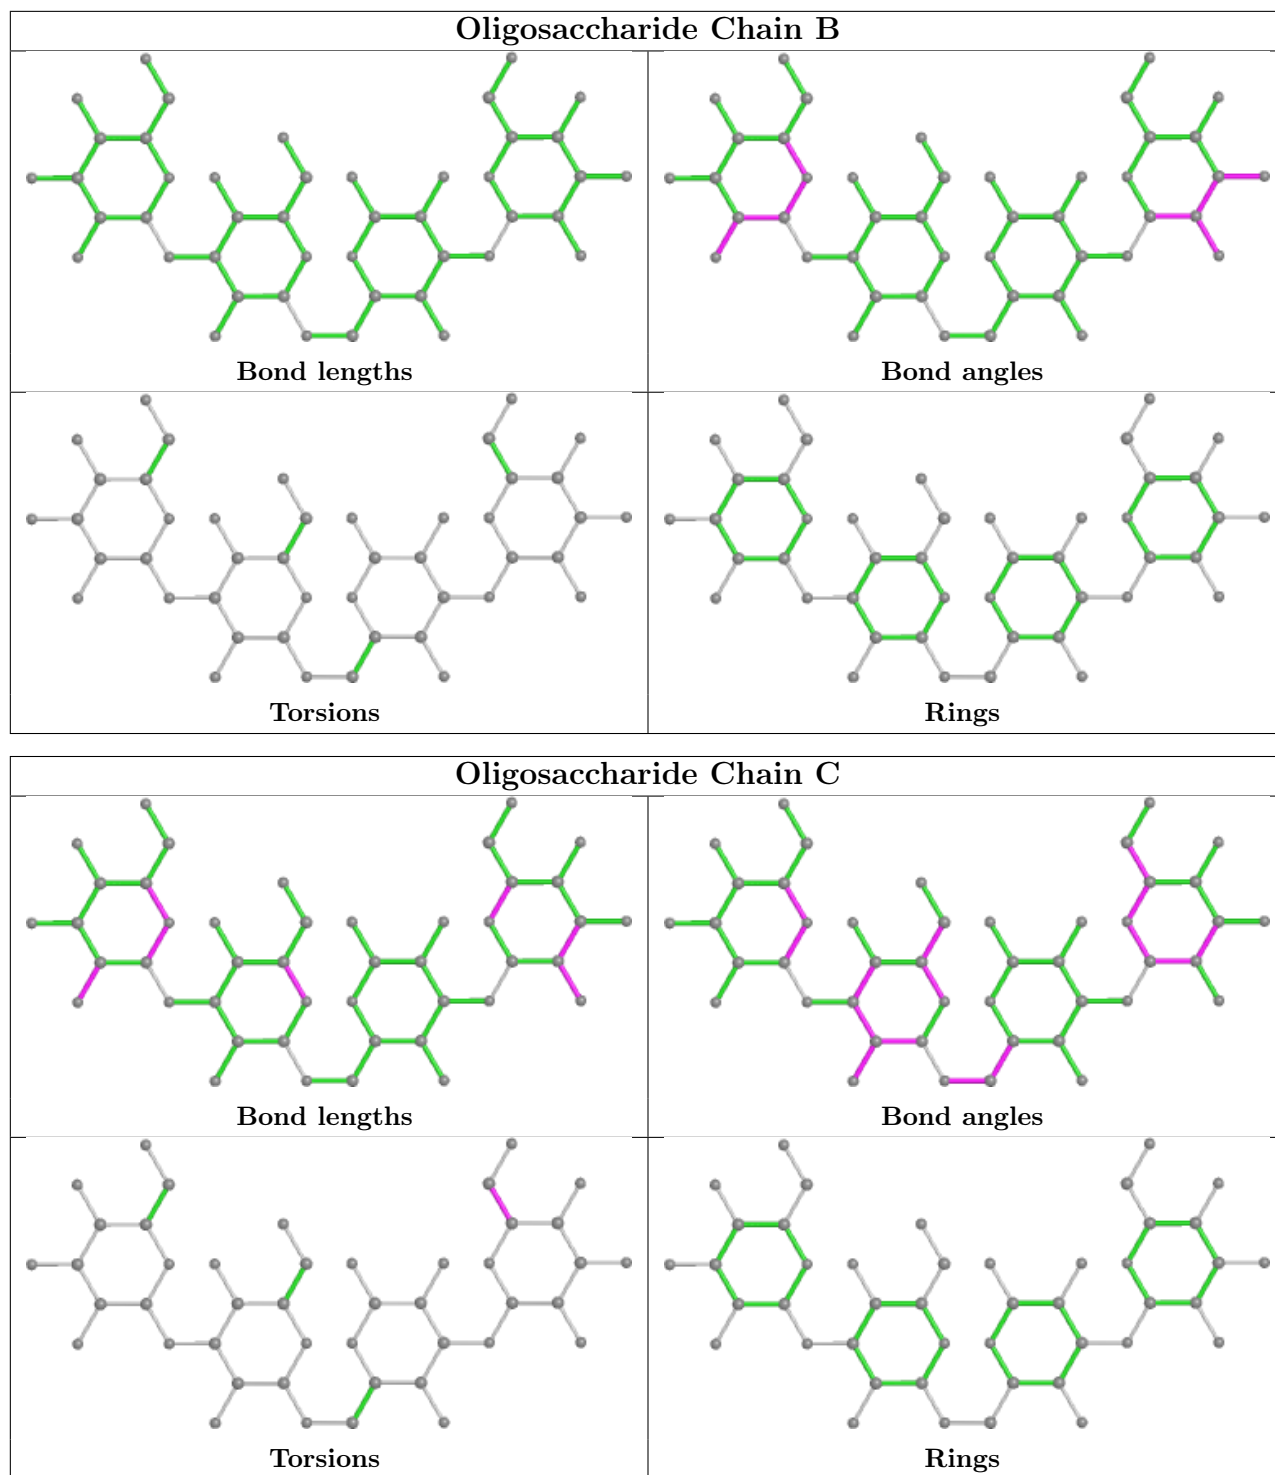 Oligosaccharide Chain B
Bond lengths
Bond angles
Torsions
Rings
Oligosaccharide Chain C
Bond lengths
Bond angles
Torsions
Rings